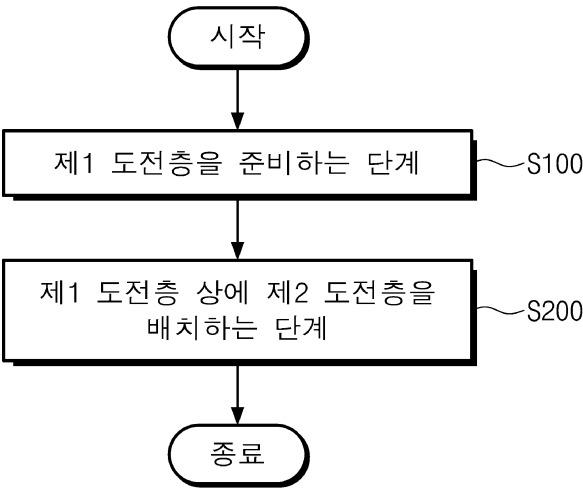 시작
제1 도전층을 준비하는 단계
S100
제1 도전층 상에 제2 도전층을
배치하는 단계
S200
종료